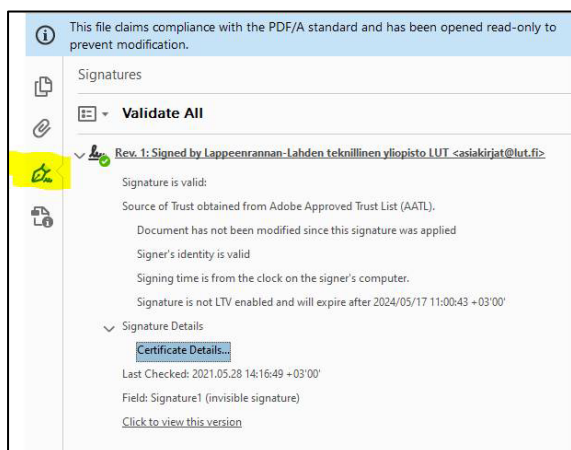 This file claims compliance with the PDF/A standard and has been opened read-only to
prevent modification.
Signatures
Validate All
Rev. 1: Signed by Lappeenrannan-Lahden teknillinen yliopisto LUT <asiakirjat@lut.fi>
Signature is valid:
Source of Trust obtained from Adobe Approved Trust List (AATL).
Document has not been modified since this signature was applied
Signer's identity is valid
Signing time is from the clock on the signer's computer.
Signature is not LTV enabled and will expire after 2024/05/17 11:00:43 +03'00'
Signature Details
Certificate Details...
Last Checked: 2021.05.28 14:16:49 +03'00'
Field: Signature1 (invisible signature)
Click to view this version